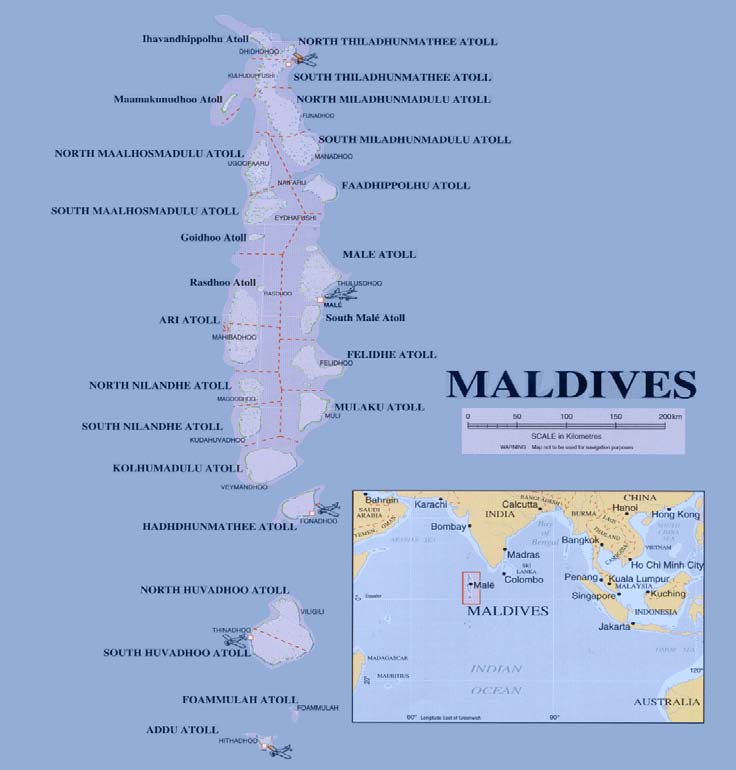 Ihavandhippolhu Atoll
DHIDHDHOO
NORTH THILADHUNMATHEE ATOLL
KULHUDUFFUSHI
SOUTH THILADHUNMATHEE ATOLL
Maamakunudhoo Atoll
NORTH MILADHUNMADULU ATOLL
FUNADHOO
SOUTH MILADHUNMADULU ATOLL
NORTH MAALHOSMADULU ATOLL
MANADHOO
UGOOFAARU
NAIFARU
FAADHIPPOLHU ATOLL
SOUTH MAALHOSMADULU ATOLL
EYDHAFUSHI
Goidhoo Atoll
MALE ATOLL
Rasdhoo Atoll
THULUSDHOO
RASDHOO
MALÉ
ARI ATOLL
South Malé Atoll
MAHIBADHOO
FELIDHE ATOLL
FELIDHOO
NORTH NILANDHE ATOLL
MAGOODHOO
MULAKU ATOLL
MULI
SOUTH NILANDHE ATOLL
KUDAHUVADHOO
KOLHUMADULU ATOLL
VEYMANDHOO
HADHDHUNMATHEE ATOLL
FONADHOO
NORTH HUVADHOO ATOLL
VILIGILI
THINADHOO
SOUTH HUVADHOO ATOLL
FOAMMULAH ATOLL
FOAMMULAH
ADDU ATOLL
HITHADHOO
MALDIVES
0 50 100 150 200km
SCALE in Kilometres
WARNING Map not to be used for navigation purposes
Bahrain
SAUDI
ARABIA
YEMEN
OMAN
ARABIAN SEA
Karachi
Bombay
INDIA
Calcutta
BANGLADESH
Bay
of
Bengal
BURMA
CHINA
Hanoi
LAOS
Hong Kong
SOUTH
CHINA
SEA
THAILAND
Bangkok
VIETNAM
CAMBODIA
Madras
SRI
LANKA
Colombo
Ho Chi Minh City
Penang
Kuala Lumpur
MALAYSIA
Singapore
Kuching
INDONESIA
Jakarta
TIMOR SEA
Malé
MALDIVES
0°
Equator
MADAGASCAR
MAURITIUS
20°
INDIAN
OCEAN
120°
AUSTRALIA
60°
Longitude East of Greenwich
90°